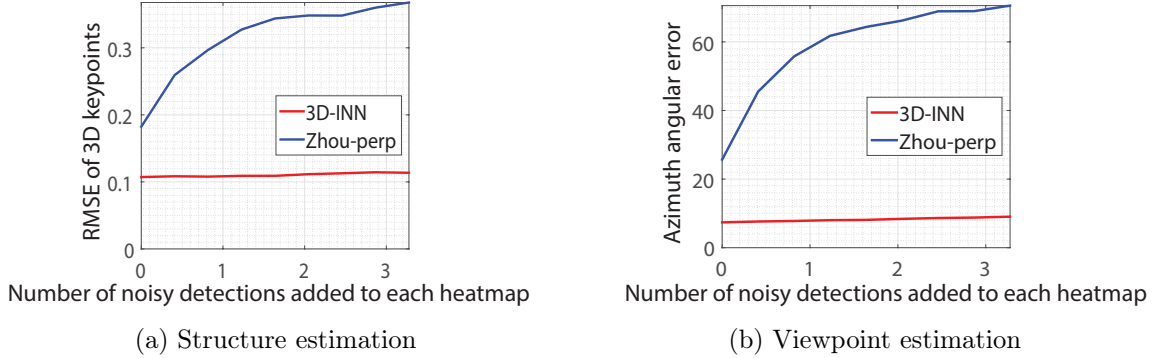 RMSE of 3D keypoints
0.3
0.2
0.1
0
3D-INN
Zhou-perp
0 1 2 3
Number of noisy detections added to each heatmap
(a) Structure estimation
Azimuth angular error
60
40
20
0
3D-INN
Zhou-perp
0 1 2 3
Number of noisy detections added to each heatmap
(b) Viewpoint estimation